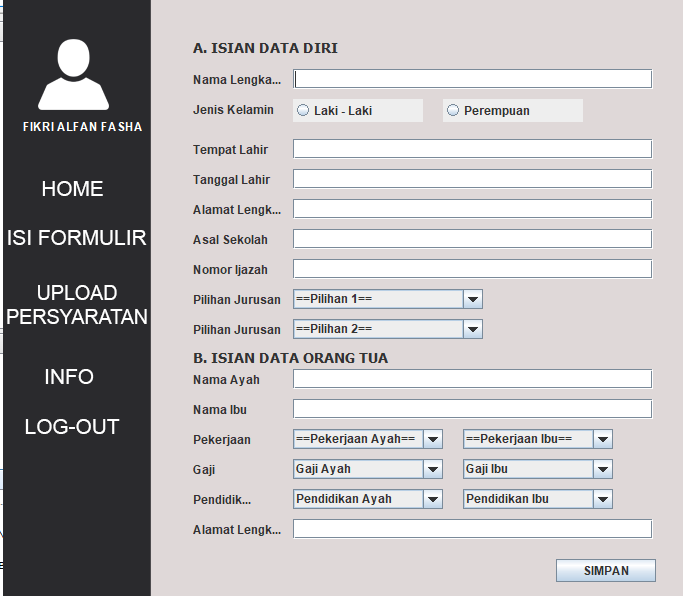 FIKRI ALFAN FASHA
HOME
ISI FORMULIR
UPLOAD
PERSYARATAN
INFO
LOG-OUT
A. ISIAN DATA DIRI
Nama Lengka...
Jenis Kelamin Laki - Laki Perempuan
Tempat Lahir
Tanggal Lahir
Alamat Lengk...
Asal Sekolah
Nomor Ijazah
Pilihan Jurusan ==Pilihan 1==
Pilihan Jurusan ==Pilihan 2==
B. ISIAN DATA ORANG TUA
Nama Ayah
Nama Ibu
Pekerjaan ==Pekerjaan Ayah== ==Pekerjaan Ibu==
Gaji Gaji Ayah Gaji Ibu
Pendidik... Pendidikan Ayah Pendidikan Ibu
Alamat Lengk...
SIMPAN